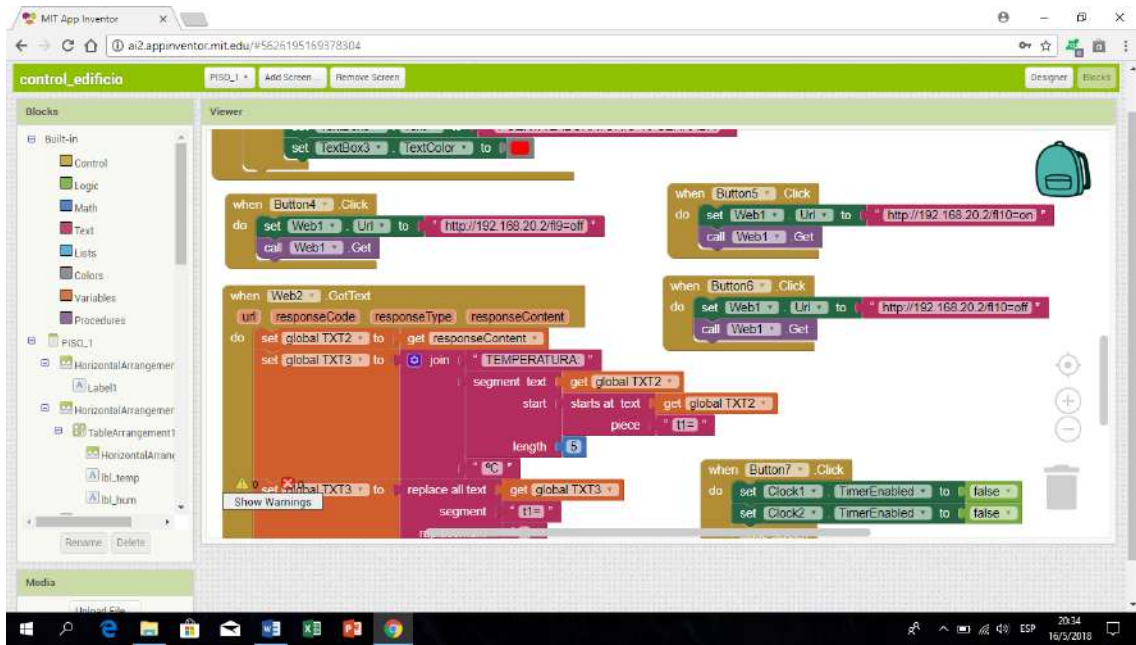 MIT App Inventor
ai2.appinventor.mit.edu/#5626195169378304
control_edificio
PISO_1
Add Screen ...
Remove Screen
Designer
Blocks
Blocks
Built-in
Control
Logic
Math
Text
Lists
Colors
Variables
Procedures
PISO_1
HorizontalArrangemer
Label1
HorizontalArrangemer
TableArrangement1
HorizontalArrang
lbl_temp
lbl_hum
Rename
Delete
Media
Upload File ...
Viewer
set TextBox3 . TextColor to
when Button4 .Click
do set Web1 . Url to " http://192.168.20.2/fl9=off "
call Web1 .Get
when Button5 .Click
do set Web1 . Url to " http://192.168.20.2/fl10=on "
call Web1 .Get
when Button6 .Click
do set Web1 . Url to " http://192.168.20.2/fl10=off "
call Web1 .Get
when Web2 .GotText
url responseCode responseType responseContent
do set global TXT2 to get responseContent
set global TXT3 to join " TEMPERATURA: "
segment text get global TXT2
start starts at text get global TXT2
piece " t1= "
length 5
" ºC "
set global TXT3 to replace all text get global TXT3
segment " t1= "
when Button7 .Click
do set Clock1 . TimerEnabled to false
set Clock2 . TimerEnabled to false
0
0
Show Warnings
ESP
20:34
16/5/2018